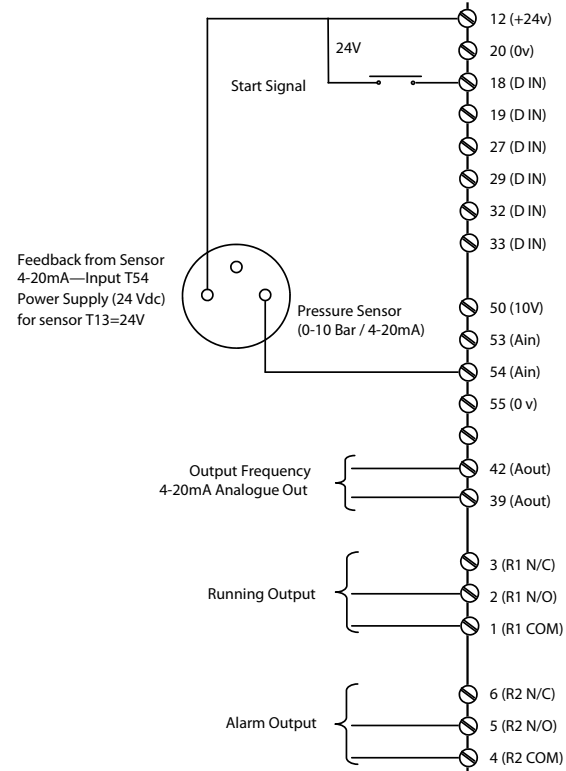 12 (+24v)
24V
20 (0v)
Start Signal
18 (D IN)
19 (D IN)
27 (D IN)
29 (D IN)
32 (D IN)
33 (D IN)
Feedback from Sensor
4-20mA—Input T54
Power Supply (24 Vdc)
for sensor T13=24V
Pressure Sensor
(0-10 Bar / 4-20mA)
50 (10V)
53 (Ain)
54 (Ain)
55 (0 v)
Output Frequency
4-20mA Analogue Out
42 (Aout)
39 (Aout)
Running Output
3 (R1 N/C)
2 (R1 N/O)
1 (R1 COM)
Alarm Output
6 (R2 N/C)
5 (R2 N/O)
4 (R2 COM)